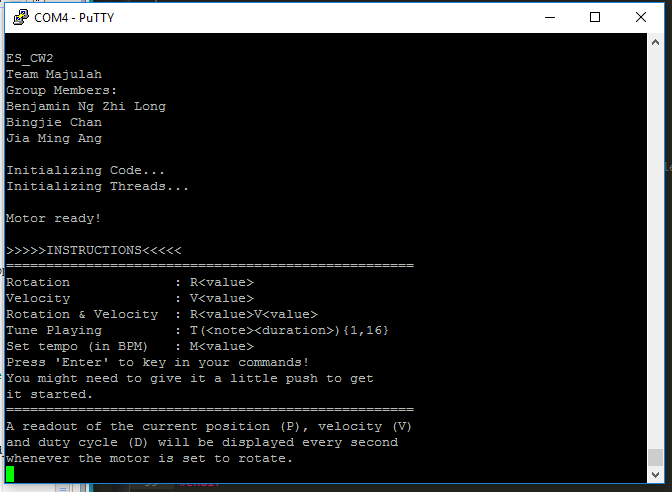 COM4 - PuTTY
ES_CW2
Team Majulah
Group Members:
Benjamin Ng Zhi Long
Bingjie Chan
Jia Ming Ang
Initializing Code...
Initializing Threads...
Motor ready!
>>>>>INSTRUCTIONS<<<<<
===================================================
Rotation : R<value>
Velocity : V<value>
Rotation & Velocity : R<value>V<value>
Tune Playing : T(<note><duration>){1,16}
Set tempo (in BPM) : M<value>
Press 'Enter' to key in your commands!
You might need to give it a little push to get
it started.
===================================================
A readout of the current position (P), velocity (V)
and duty cycle (D) will be displayed every second
whenever the motor is set to rotate.